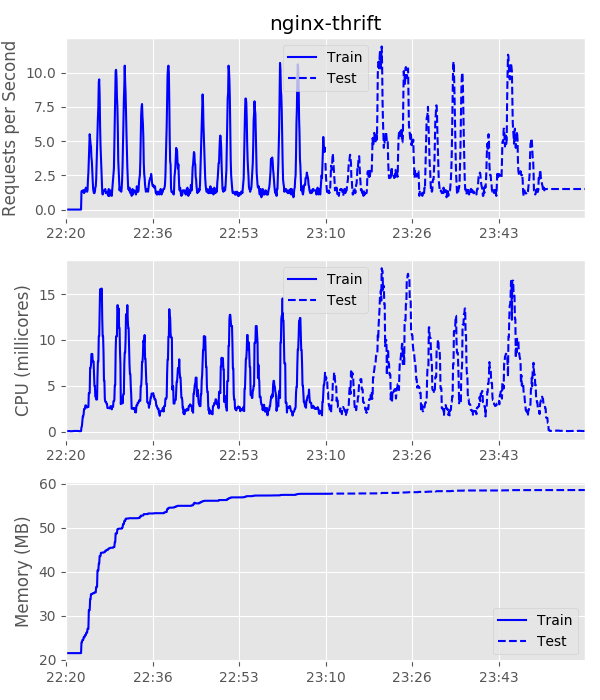 nginx-thrift
Requests per Second
10.0
7.5
5.0
2.5
0.0
Train
Test
22:20 22:36 22:53 23:10 23:26 23:43
CPU (millicores)
15
10
5
0
Train
Test
22:20 22:36 22:53 23:10 23:26 23:43
Memory (MB)
60
50
40
30
20
Train
Test
22:20 22:36 22:53 23:10 23:26 23:43